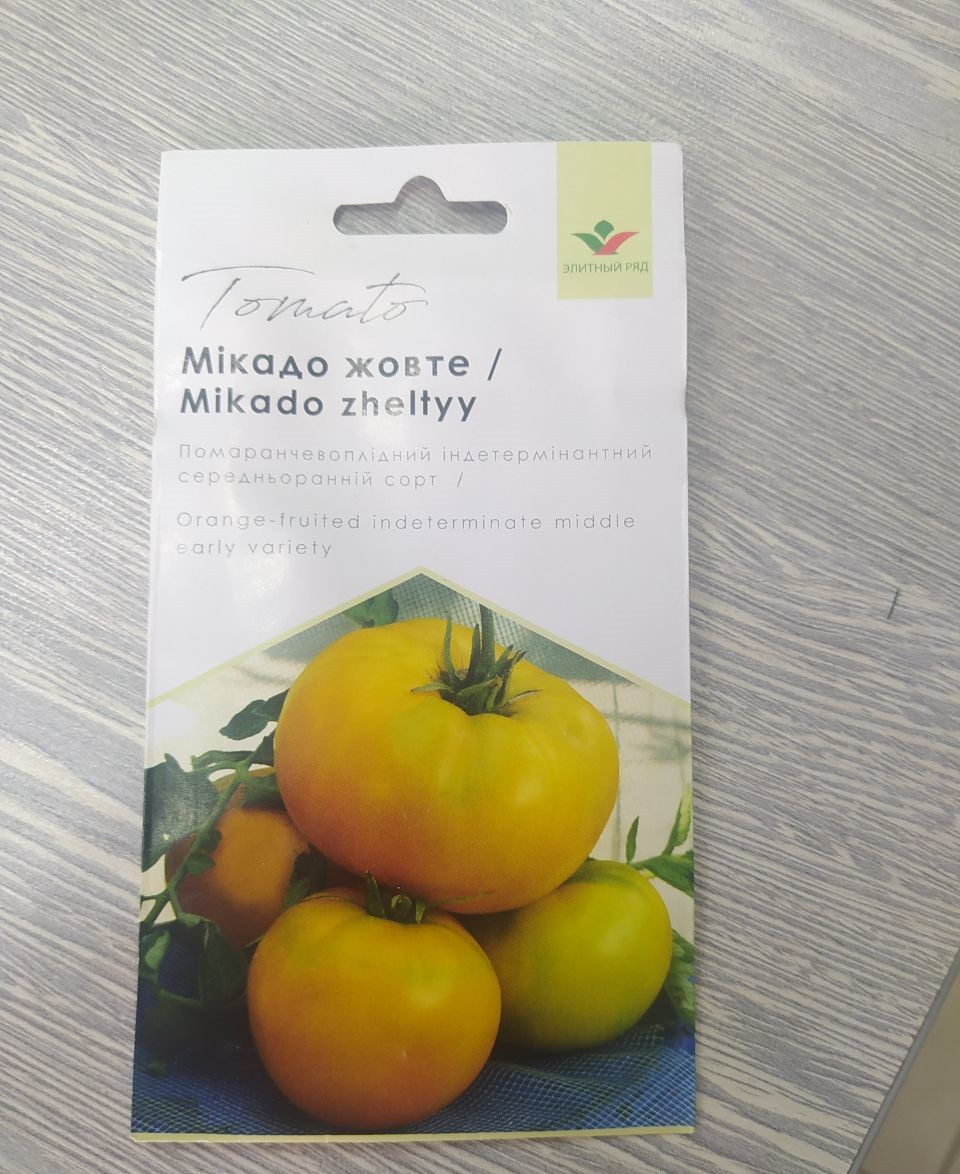 ЭЛИТНЫЙ РЯД
Tomato
Мікадо жовте /
Mikado zheltyy
Помаранчевоплідний індетермінантний
середньоранній сорт /
Orange-fruited indeterminate middle
early variety